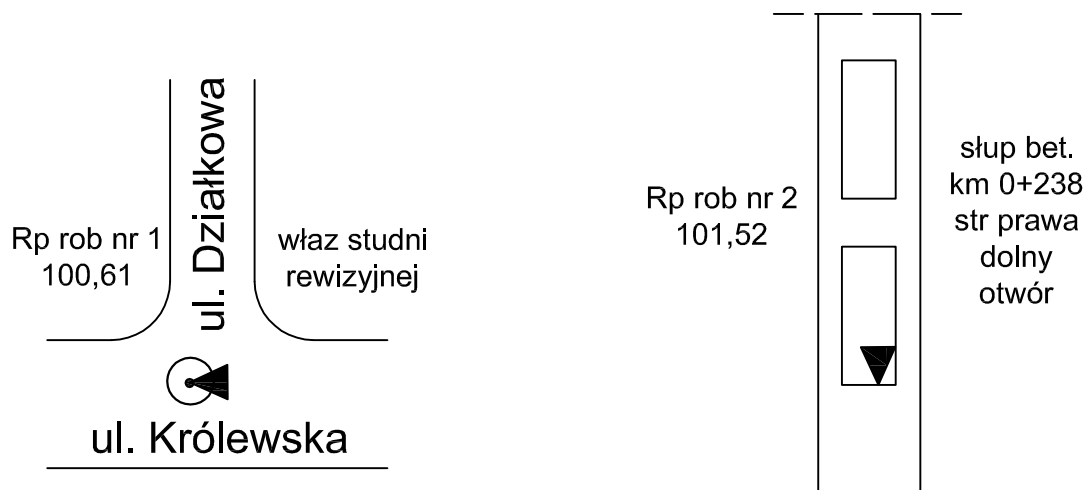 ul. Działkowa
Rp rob nr 1
100,61
właz studni
rewizyjnej
ul. Królewska
Rp rob nr 2
101,52
słup bet.
km 0+238
str prawa
dolny
otwór